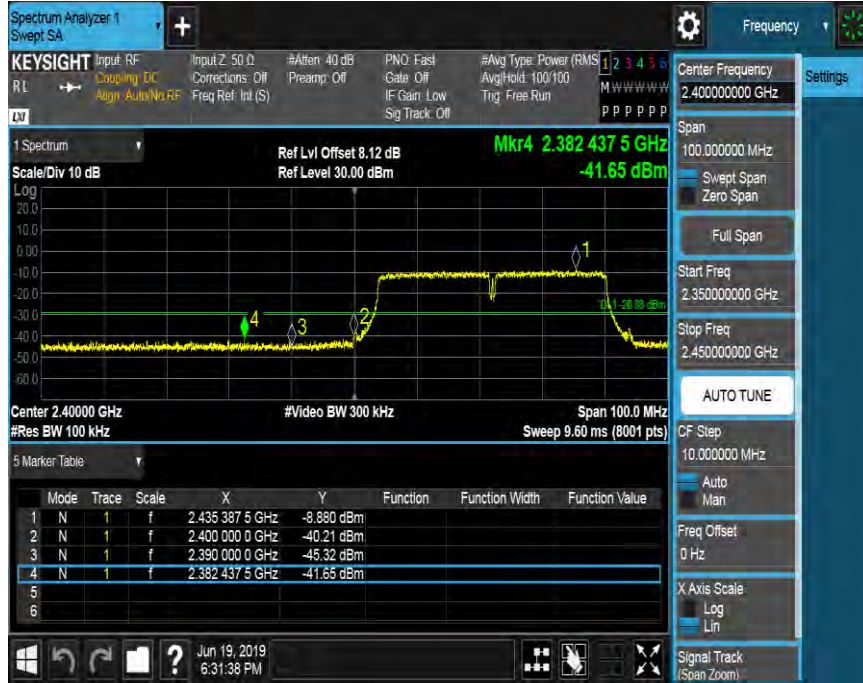 Spectrum Analyzer 1
Swept SA
+
Frequency
KEYSIGHT Input: RF Input Z: 50 Ω #Atten: 40 dB PNO: Fast #Avg Type: Power (RMS 1 2 3 4 5 6
RL Coupling: DC Corrections: Off Preamp: Off Gate: Off Avg|Hold: 100/100 M W W W W W
Align: Auto/No RF Freq Ref: Int (S) IF Gain: Low Trig: Free Run
Sig Track: Off P P P P P P
LXI
Center Frequency
2.400000000 GHz
Settings
1 Spectrum
Ref Lvl Offset 8.12 dB
Mkr4 2.382 437 5 GHz
Scale/Div 10 dB
Ref Level 30.00 dBm
-41.65 dBm
Log
20.0
10.0
0.00
-10.0
-20.0
-30.0
-40.0
-50.0
-60.0
1
2
3
4
Center 2.40000 GHz #Video BW 300 kHz Span 100.0 MHz
#Res BW 100 kHz Sweep 9.60 ms (8001 pts)
Span
100.000000 MHz
Swept Span
Zero Span
Full Span
Start Freq
2.350000000 GHz
Stop Freq
2.450000000 GHz
AUTO TUNE
CF Step
10.000000 MHz
Auto
Man
Freq Offset
0 Hz
X Axis Scale
Log
Lin
Signal Track
(Span Zoom)
5 Marker Table
Mode Trace Scale X Y Function Function Width Function Value
1 N 1 f 2.435 387 5 GHz -8.880 dBm
2 N 1 f 2.400 000 0 GHz -40.21 dBm
3 N 1 f 2.390 000 0 GHz -45.32 dBm
4 N 1 f 2.382 437 5 GHz -41.65 dBm
5
6
?
Jun 19, 2019
6:31:38 PM